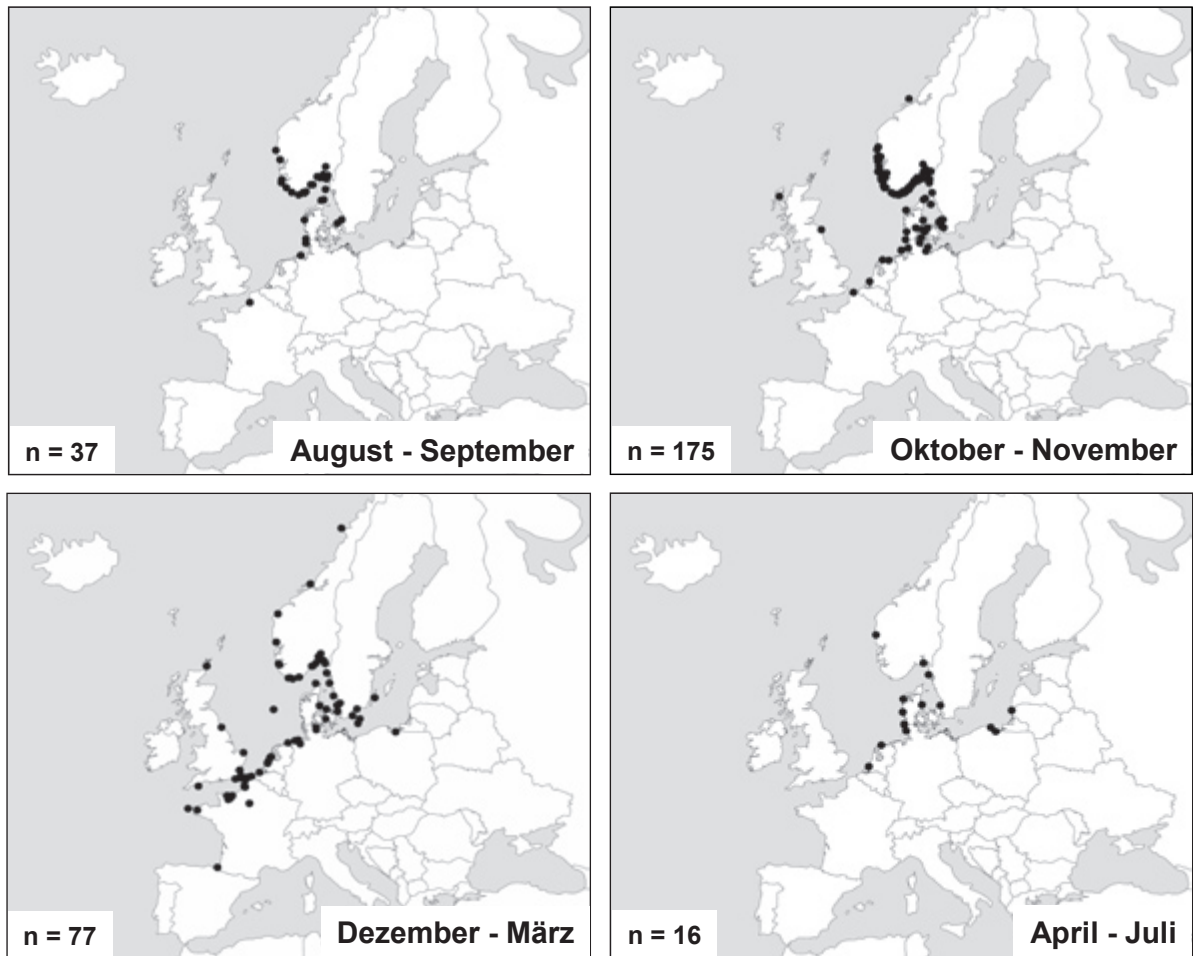 n = 37
August - September
n = 175
Oktober - November
n = 77
Dezember - März
n = 16
April - Juli